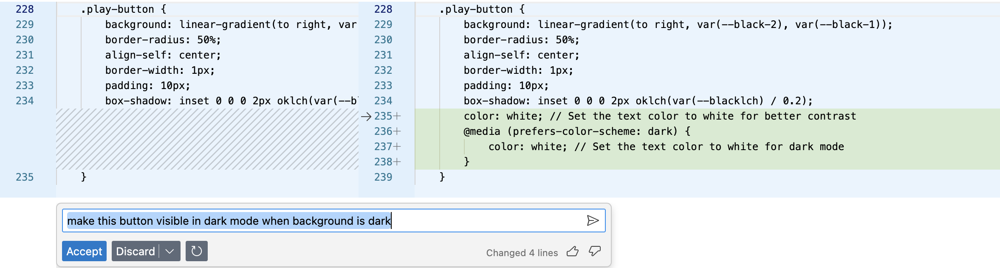 228 .play-button {
229 background: linear-gradient(to right, var
230 border-radius: 50%;
231 align-self: center;
232 border-width: 1px;
233 padding: 10px;
234 box-shadow: inset 0 0 0 2px oklch(var(--b
235 }
228 .play-button {
229 background: linear-gradient(to right, var(--black-2), var(--black-1));
230 border-radius: 50%;
231 align-self: center;
232 border-width: 1px;
233 padding: 10px;
234 box-shadow: inset 0 0 0 2px oklch(var(--blacklch) / 0.2);
→ 235+ color: white; // Set the text color to white for better contrast
236+ @media (prefers-color-scheme: dark) {
237+ color: white; // Set the text color to white for dark mode
238+ }
239 }
make this button visible in dark mode when background is dark
Accept Discard Changed 4 lines